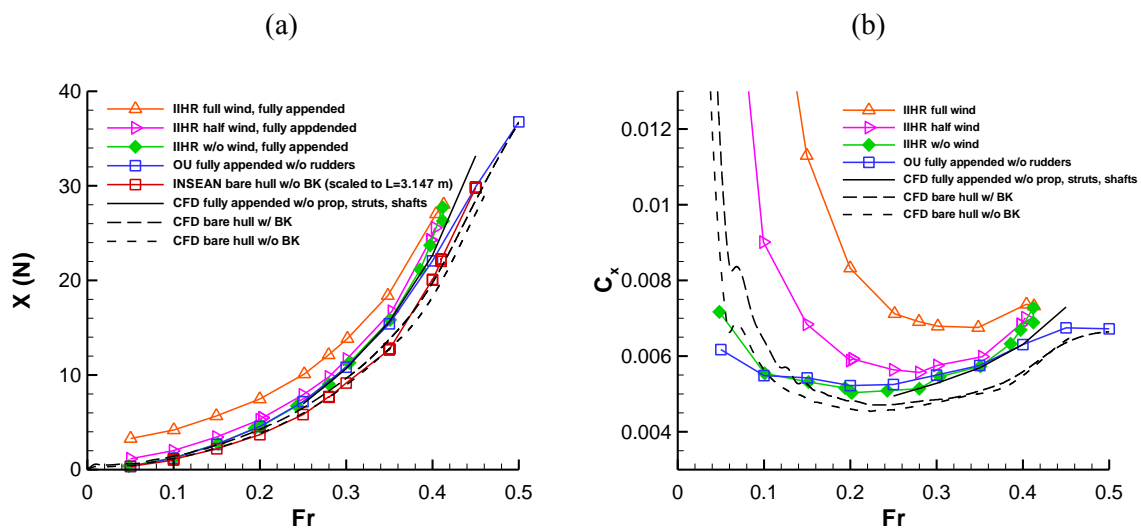 (a)
(b)
40
30
20
10
0
X (N)
IIHR full wind, fully appended
IIHR half wind, fully appdended
IIHR w/o wind, fully appended
OU fully appended w/o rudders
INSEAN bare hull w/o BK (scaled to L=3.147 m)
CFD fully appended w/o prop, struts, shafts
CFD bare hull w/ BK
CFD bare hull w/o BK
0 0.1 0.2 0.3 0.4 0.5
Fr
0.012
0.01
0.008
0.006
0.004
Cx
IIHR full wind
IIHR half wind
IIHR w/o wind
OU fully appended w/o rudders
CFD fully appended w/o prop, struts, shafts
CFD bare hull w/ BK
CFD bare hull w/o BK
0 0.1 0.2 0.3 0.4 0.5
Fr